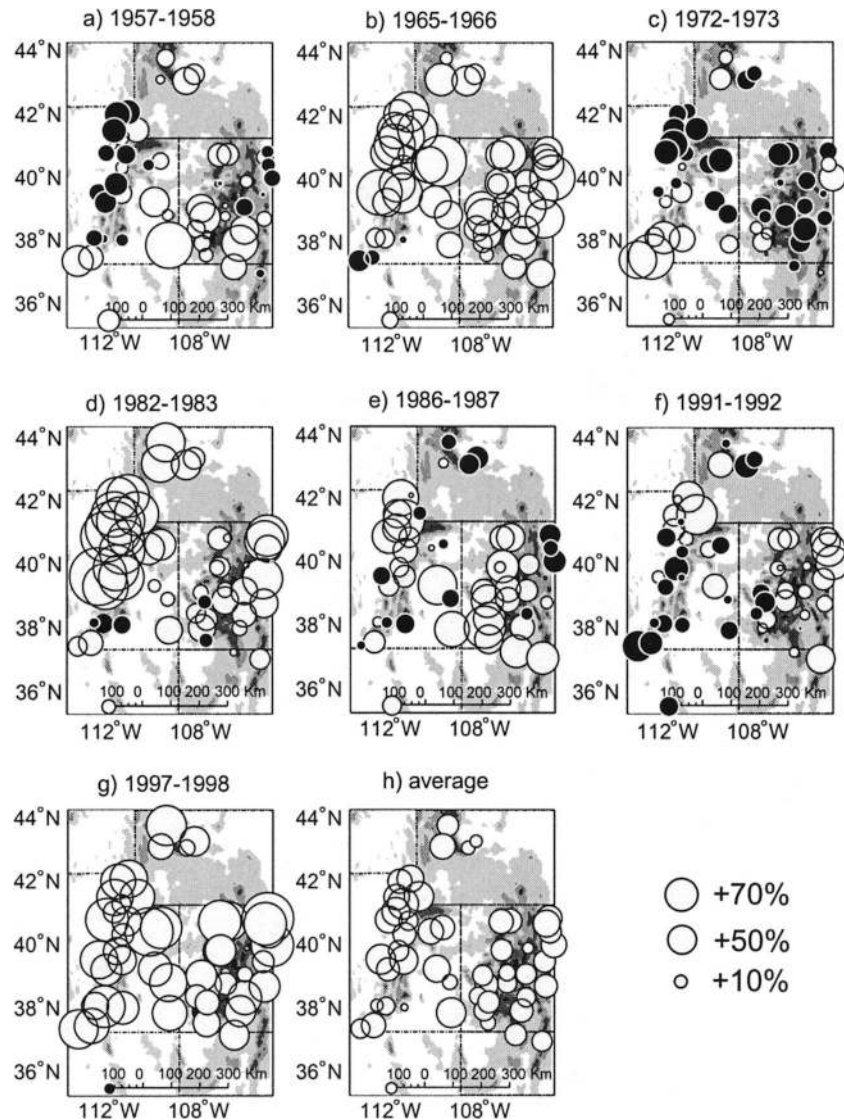 a) 1957-1958
b) 1965-1966
c) 1972-1973
44°N
42°N
40°N
38°N
36°N
100 0 100 200 300 Km
112°W 108°W
44°N
42°N
40°N
38°N
36°N
100 0 100 200 300 Km
112°W 108°W
44°N
42°N
40°N
38°N
36°N
100 0 100 200 300 Km
112°W 108°W
d) 1982-1983
e) 1986-1987
f) 1991-1992
44°N
42°N
40°N
38°N
36°N
100 0 100 200 300 Km
112°W 108°W
44°N
42°N
40°N
38°N
36°N
100 0 100 200 300 Km
112°W 108°W
44°N
42°N
40°N
38°N
36°N
100 0 100 200 300 Km
112°W 108°W
g) 1997-1998
h) average
44°N
42°N
40°N
38°N
36°N
100 0 100 200 300 Km
112°W 108°W
44°N
42°N
40°N
38°N
36°N
100 0 100 200 300 Km
112°W 108°W
+70%
+50%
+10%